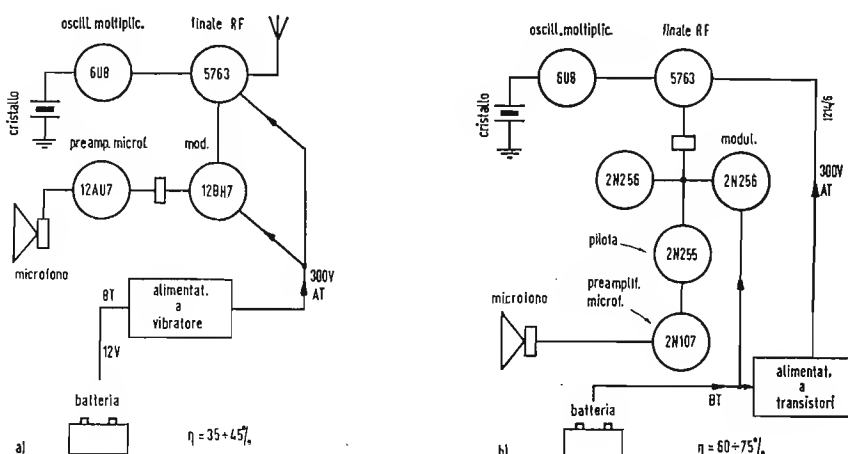 oscill. moltiplic.
finale RF
6U8
5763
cristallo
preamp. microf.
mod.
12AU7
12BH7
microfono
300V
AT
BT
alimentat.
a
vibratore
12V
batteria
a)
η = 35÷45%
oscill. moltiplic.
finale RF
6U8
5763
cristallo
1214/6
modul.
2N256
2N256
300V
AT
pilota
2N255
preamplif.
microf.
microfono
2N107
alimentat.
a
transistori
BT
batteria
b)
η = 60÷75%